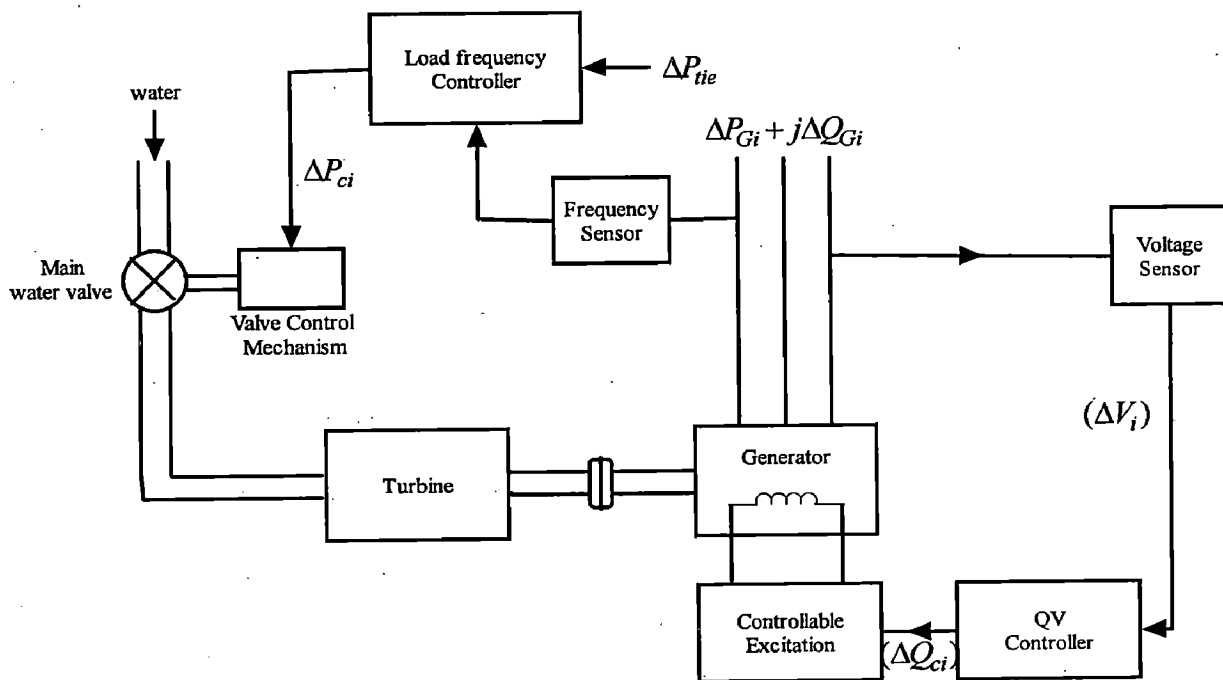 Load frequency
Controller
ΔP_tie
water
ΔP_Gi + jΔQ_Gi
ΔP_ci
Frequency
Sensor
Voltage
Sensor
Main
water valve
Valve Control
Mechanism
(ΔV_i)
Generator
Turbine
Controllable
Excitation
(ΔQ_ci)
QV
Controller